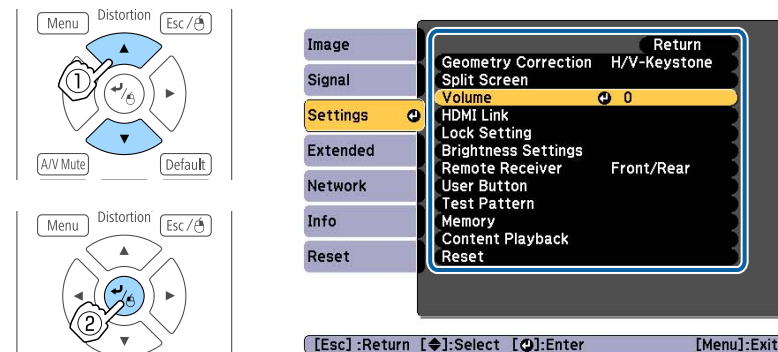 Menu Distortion Esc/
1
A/V Mute Default
Menu Distortion Esc/
2
Image
Signal
Settings
Extended
Network
Info
Reset
Return
Geometry Correction H/V-Keystone
Split Screen
Volume 0
HDMI Link
Lock Setting
Brightness Settings
Remote Receiver Front/Rear
User Button
Test Pattern
Memory
Content Playback
Reset
[Esc] :Return [ ]:Select [ ]:Enter [Menu]:Exit